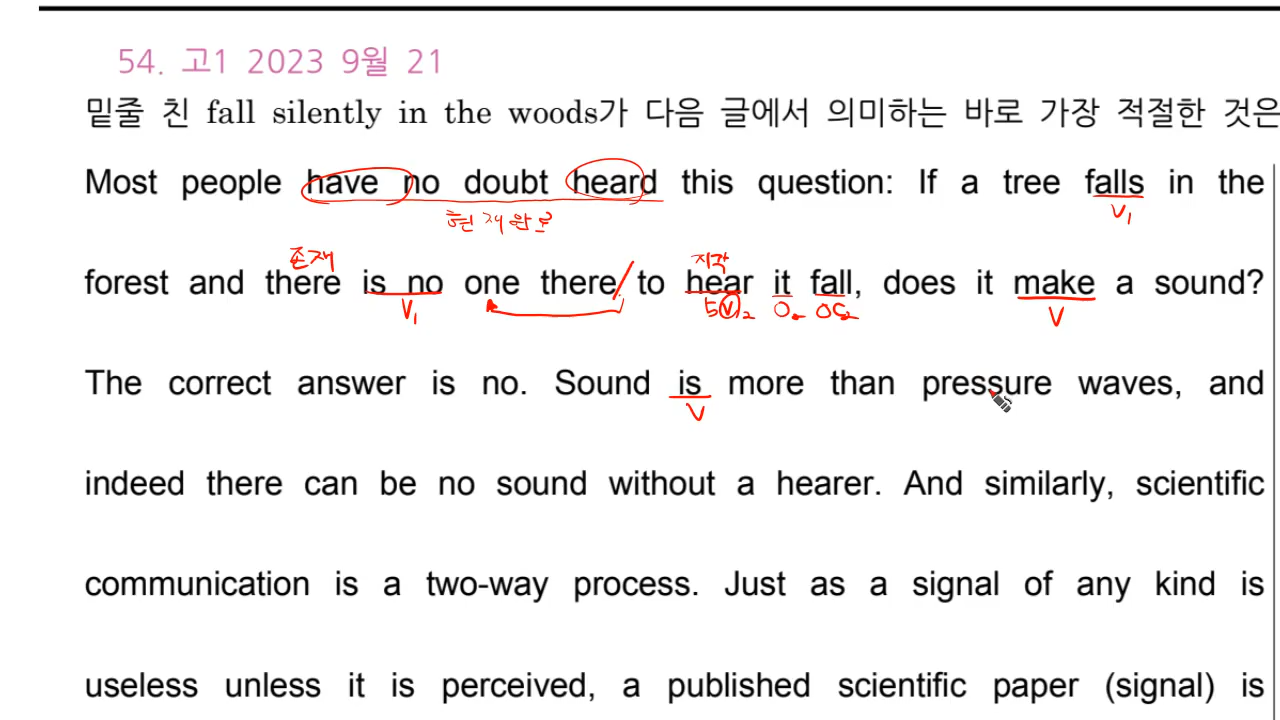 54. 고1 2023 9월 21
밑줄 친 fall silently in the woods가 다음 글에서 의미하는 바로 가장 적절한 것은
Most people have no doubt heard this question: If a tree falls in the
현재완료 V1
존재 지각
forest and there is no one there / to hear it fall, does it make a sound?
V1 5V2 O2 OC2 V
The correct answer is no. Sound is more than pressure waves, and
V
indeed there can be no sound without a hearer. And similarly, scientific
communication is a two-way process. Just as a signal of any kind is
useless unless it is perceived, a published scientific paper (signal) is